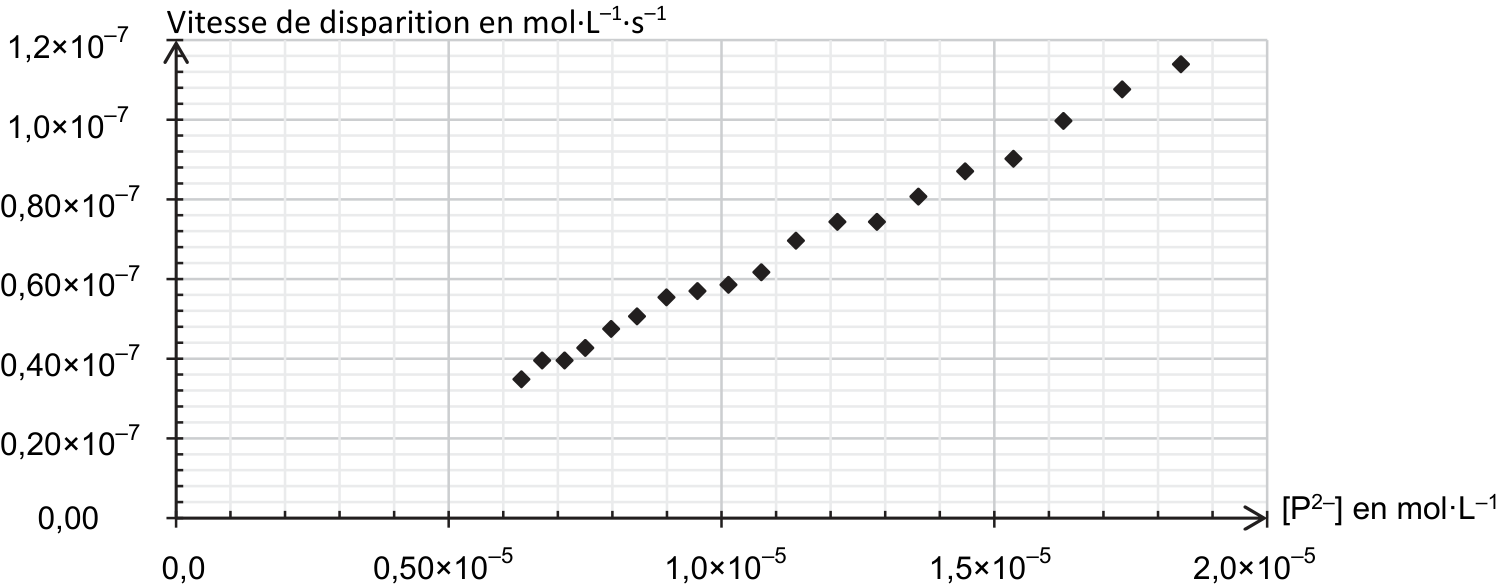 Vitesse de disparition en mol·L⁻¹·s⁻¹
1,2×10⁻⁷
1,0×10⁻⁷
0,80×10⁻⁷
0,60×10⁻⁷
0,40×10⁻⁷
0,20×10⁻⁷
0,00
[P²⁻] en mol·L⁻¹
0,0 0,50×10⁻⁵ 1,0×10⁻⁵ 1,5×10⁻⁵ 2,0×10⁻⁵